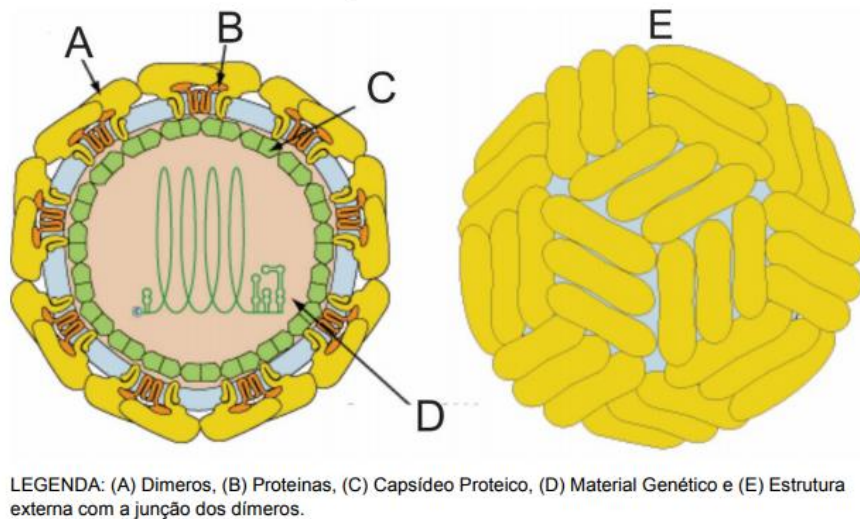 A
B
C
D
E
LEGENDA: (A) Dimeros, (B) Proteinas, (C) Capsídeo Proteico, (D) Material Genético e (E) Estrutura
externa com a junção dos dímeros.